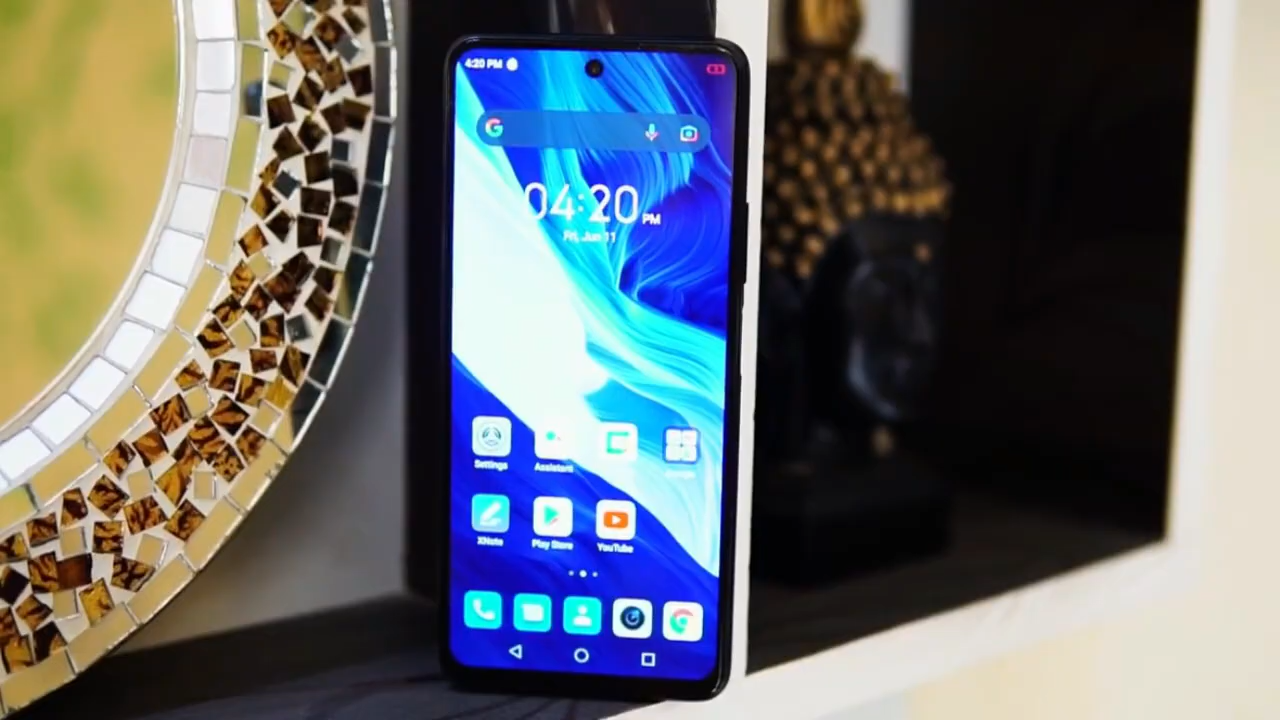 4:20 PM
G
04:20 PM
Fri, Jun 11
Settings
Assistant
XNote
Play Store
YouTube